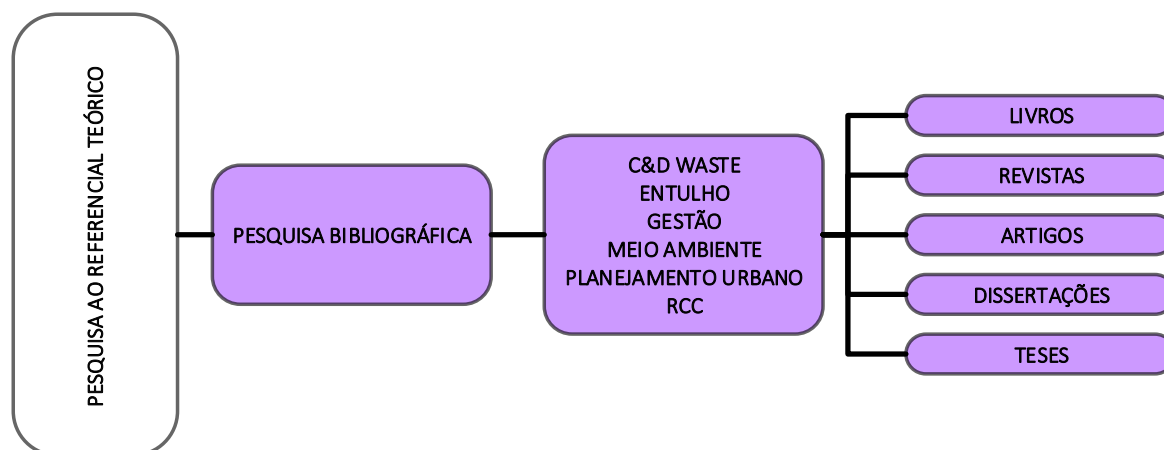 PESQUISA AO REFERENCIAL TEÓRICO
PESQUISA BIBLIOGRÁFICA
C&D WASTE
ENTULHO
GESTÃO
MEIO AMBIENTE
PLANEJAMENTO URBANO
RCC
LIVROS
REVISTAS
ARTIGOS
DISSERTAÇÕES
TESES